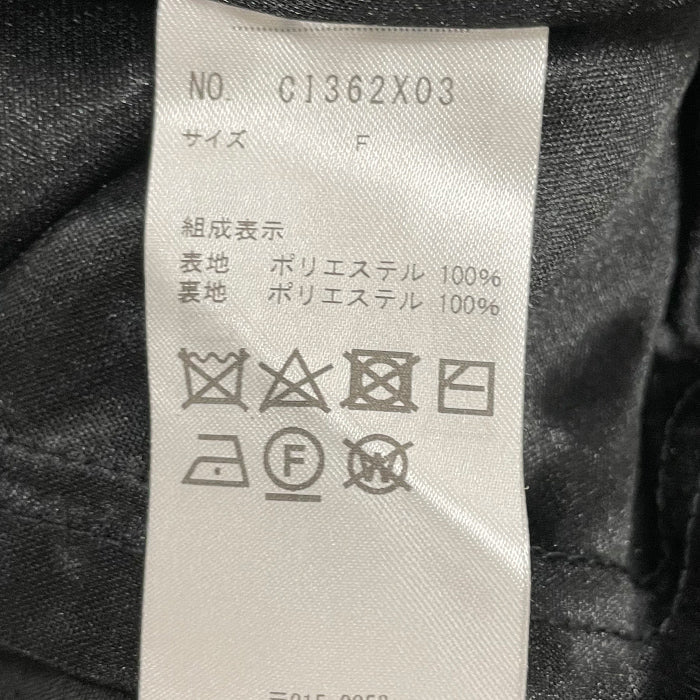 NO. C1362X03
サイズ F
組成表示
表地 ポリエステル 100%
裏地 ポリエステル 100%
F W